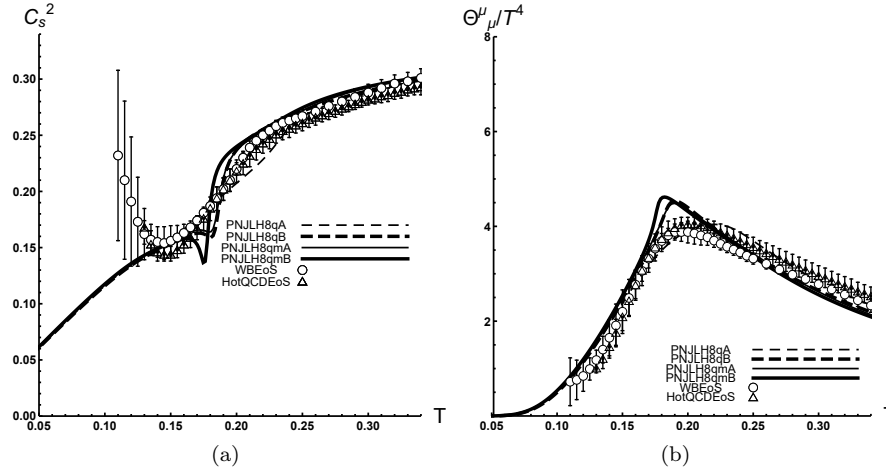 C_s^2
0.30
0.25
0.20
0.15
0.10
0.05
0.00
0.05 0.10 0.15 0.20 0.25 0.30
T
PNJLH8qA
PNJLH8qB
PNJLH8qmA
PNJLH8qmB
WBEoS
HotQCDEoS
(a)
Θ^μ_μ/T^4
8
6
4
2
0
0.05 0.10 0.15 0.20 0.25 0.30
PNJLH8qA
PNJLH8qB
PNJLH8qmA
PNJLH8qmB
WBEoS
HotQCDEoS
(b)